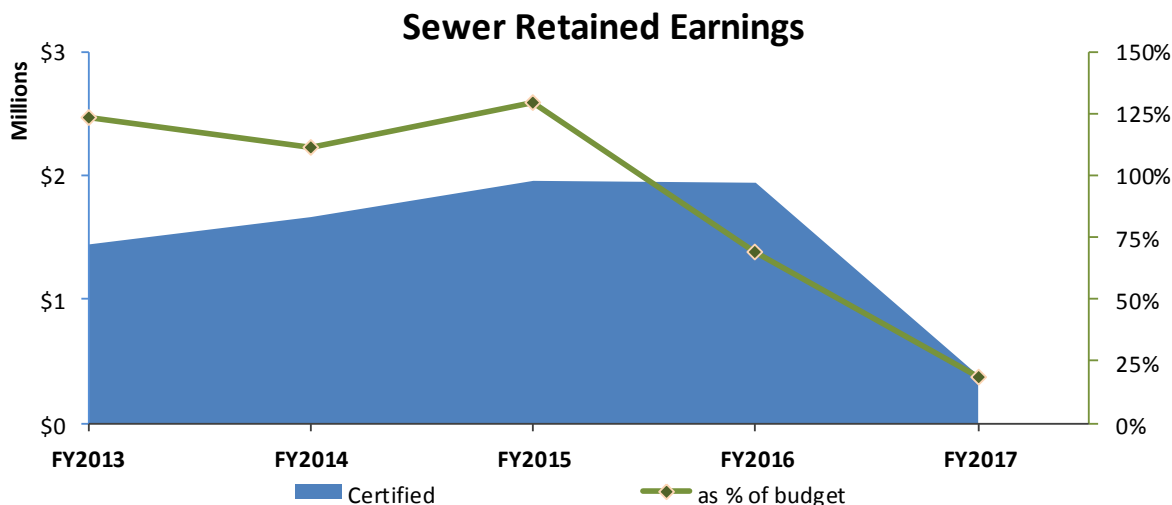 Sewer Retained Earnings
Millions
$3
$2
$1
$0
150%
125%
100%
75%
50%
25%
0%
FY2013 FY2014 FY2015 FY2016 FY2017
Certified as % of budget